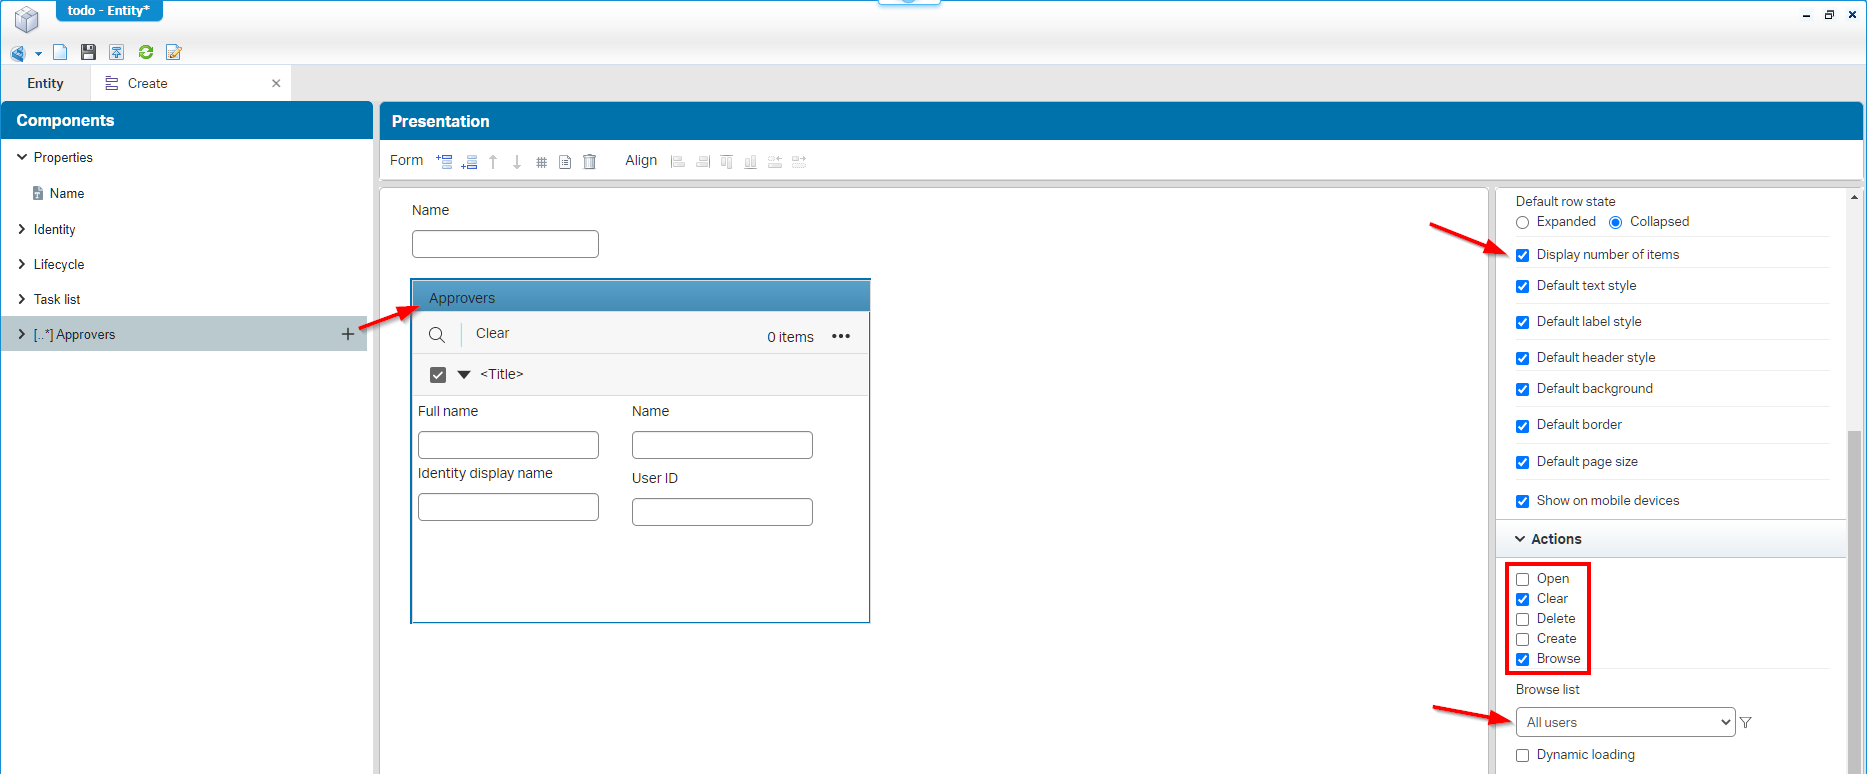 todo - Entity*
Entity
Create
Components
Properties
Name
Identity
Lifecycle
Task list
[..*] Approvers
Presentation
Form
Align
Name
Approvers
Clear
0 items
<Title>
Full name
Name
Identity display name
User ID
Default row state
Expanded
Collapsed
Display number of items
Default text style
Default label style
Default header style
Default background
Default border
Default page size
Show on mobile devices
Actions
Open
Clear
Delete
Create
Browse
Browse list
All users
Dynamic loading